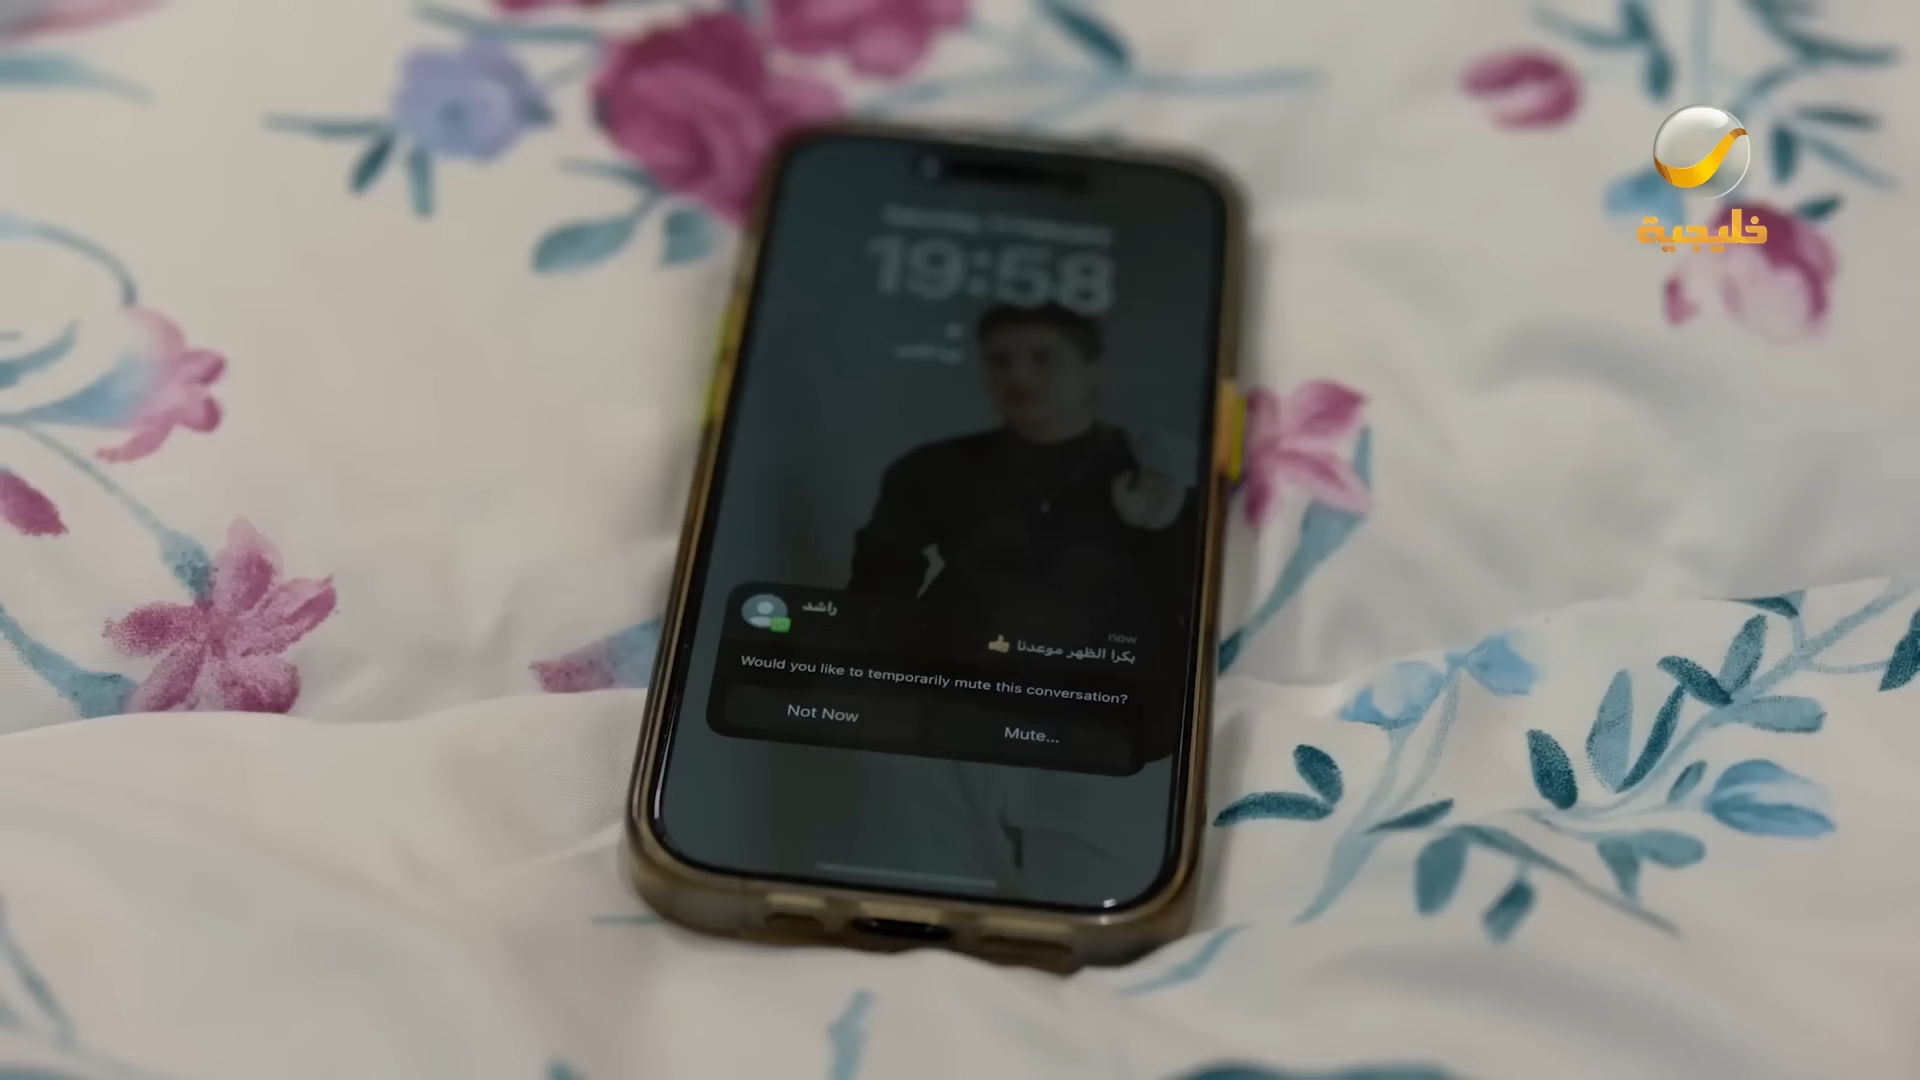 خليجية
19:58
راشد
now
بكرا الظهر موعدنا 👍
Would you like to temporarily mute this conversation?
Not Now
Mute...